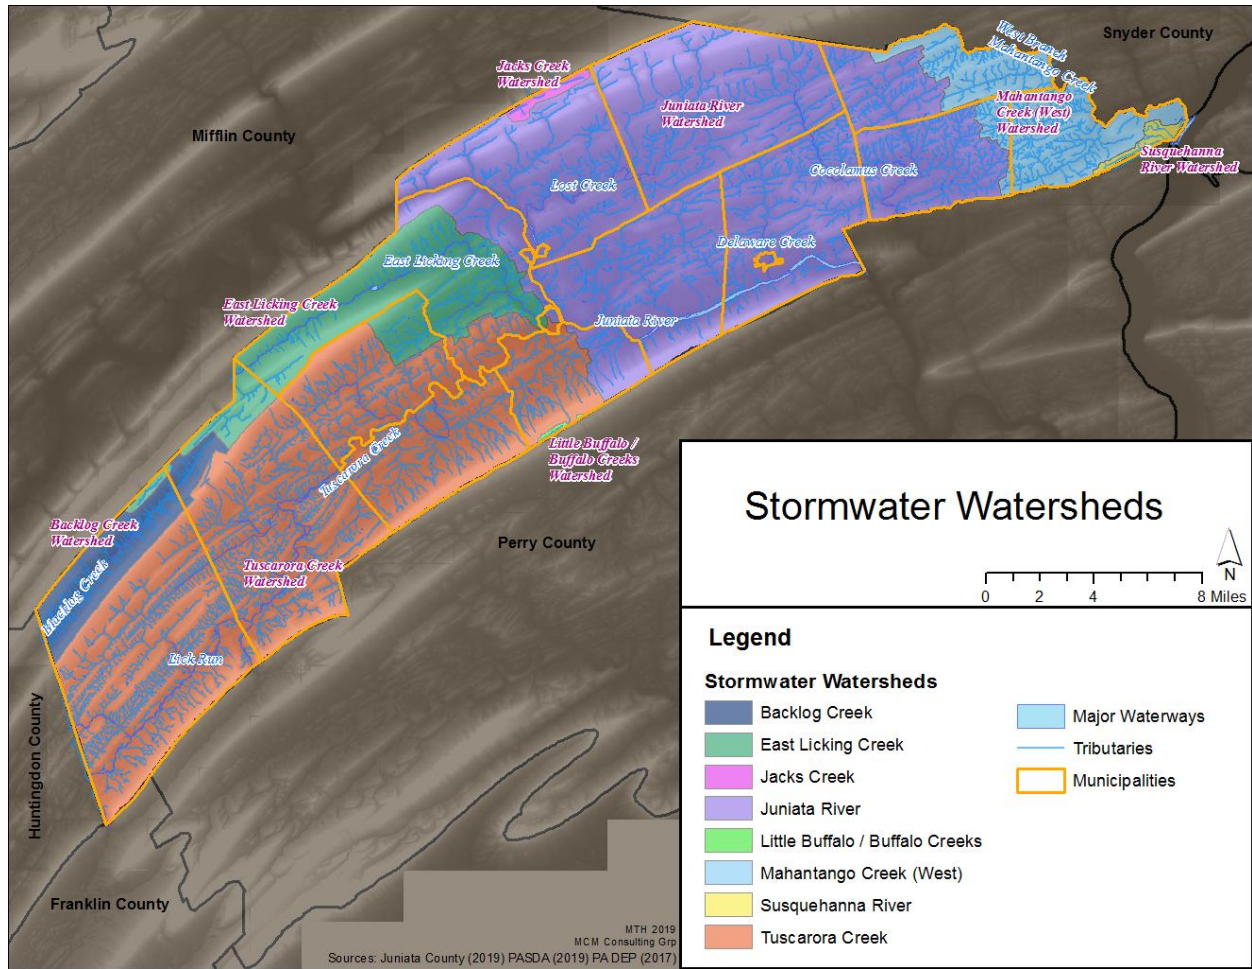 Snyder County
West Branch
Mahantango Creek
Jacks Creek
Watershed
Juniata River
Watershed
Mahantango
Creek (West)
Watershed
Mifflin County
Susquehanna
River Watershed
Lost Creek
Cocolamus Creek
Delaware Creek
East Licking Creek
East Licking Creek
Watershed
Juniata River
Little Buffalo /
Buffalo Creeks
Watershed
Tuscarora Creek
Backlog Creek
Watershed
Perry County
Tuscarora Creek
Watershed
Blacklog Creek
Lick Run
Huntingdon County
Franklin County
MTH 2019
MCM Consulting Grp
Sources: Juniata County (2019) PASDA (2019) PA DEP (2017)
Stormwater Watersheds
N
0 2 4 8 Miles
Legend
Stormwater Watersheds
Backlog Creek
East Licking Creek
Jacks Creek
Juniata River
Little Buffalo / Buffalo Creeks
Mahantango Creek (West)
Susquehanna River
Tuscarora Creek
Major Waterways
Tributaries
Municipalities